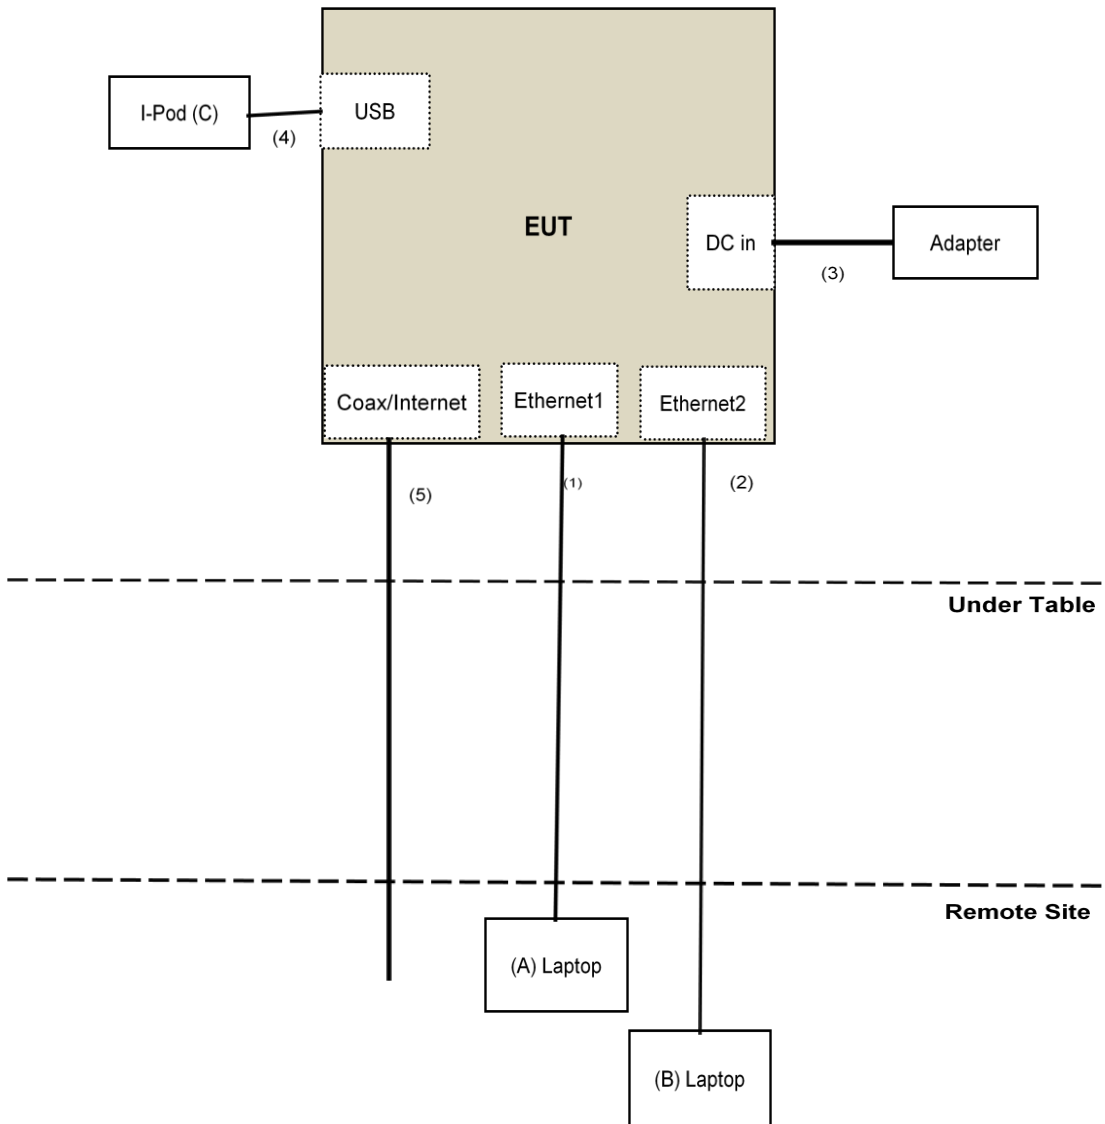 I-Pod (C)
(4)
USB
EUT
DC in
(3)
Adapter
Coax/Internet
Ethernet1
Ethernet2
(5)
(1)
(2)
Under Table
Remote Site
(A) Laptop
(B) Laptop